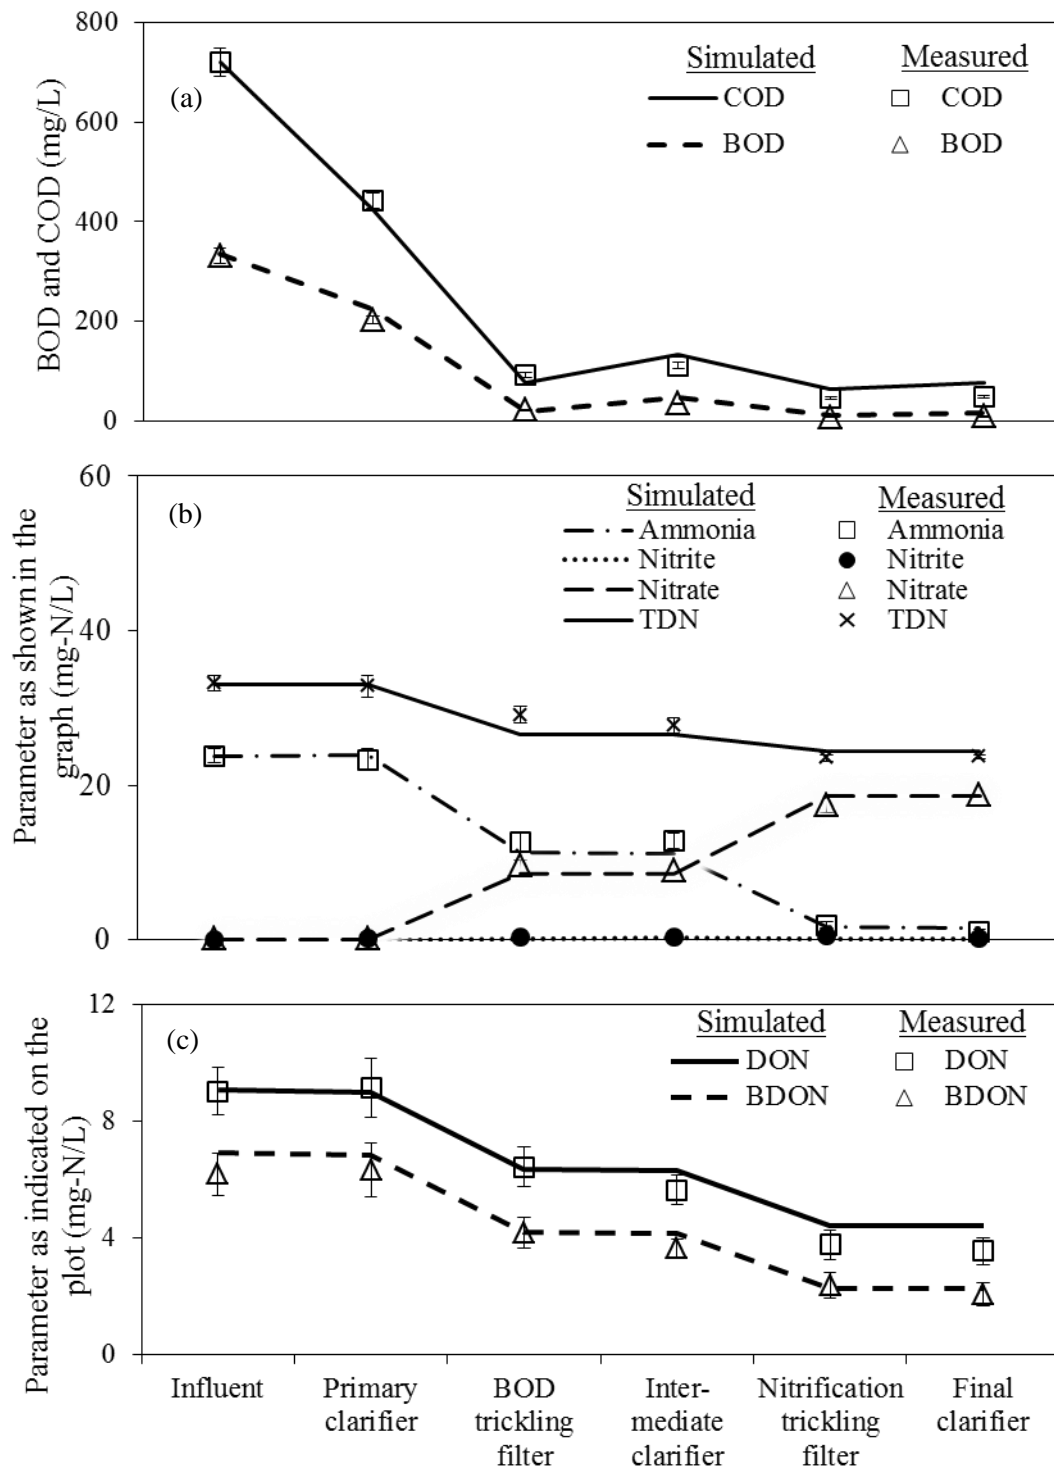 BOD and COD (mg/L)
800
600
400
200
0
(a)
Simulated Measured
COD COD
BOD BOD
Parameter as shown in the
graph (mg-N/L)
60
40
20
0
(b)
Simulated Measured
Ammonia Ammonia
Nitrite Nitrite
Nitrate Nitrate
TDN TDN
Parameter as indicated on the
plot (mg-N/L)
12
8
4
0
(c)
Simulated Measured
DON DON
BDON BDON
Influent
Primary
clarifier
BOD
trickling
filter
Inter-
mediate
clarifier
Nitrification
trickling
filter
Final
clarifier